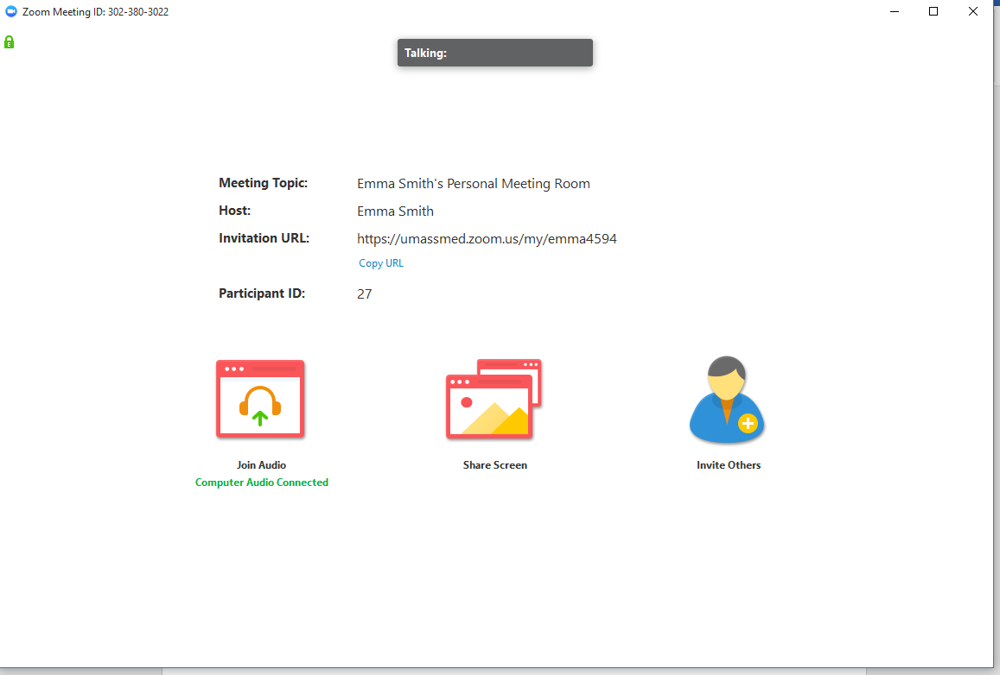 Zoom Meeting ID: 302-380-3022
Talking:
Meeting Topic: Emma Smith's Personal Meeting Room
Host: Emma Smith
Invitation URL: https://umassmed.zoom.us/my/emma4594
Copy URL
Participant ID: 27
Join Audio Share Screen Invite Others
Computer Audio Connected